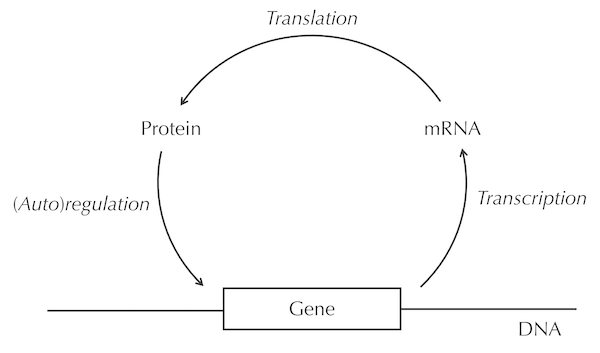 Translation
Protein
mRNA
(Auto)regulation
Transcription
Gene
DNA